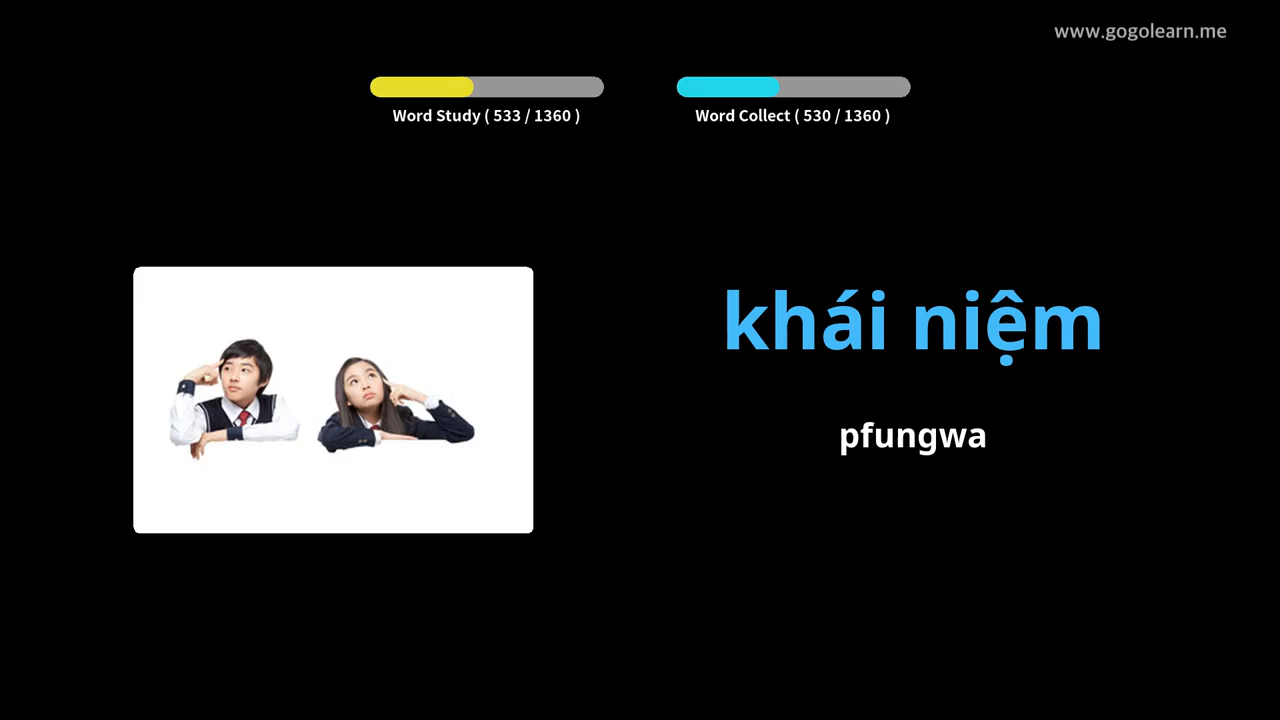 www.gogolearn.me
Word Study ( 533 / 1360 )
Word Collect ( 530 / 1360 )
khái niệm
pfungwa